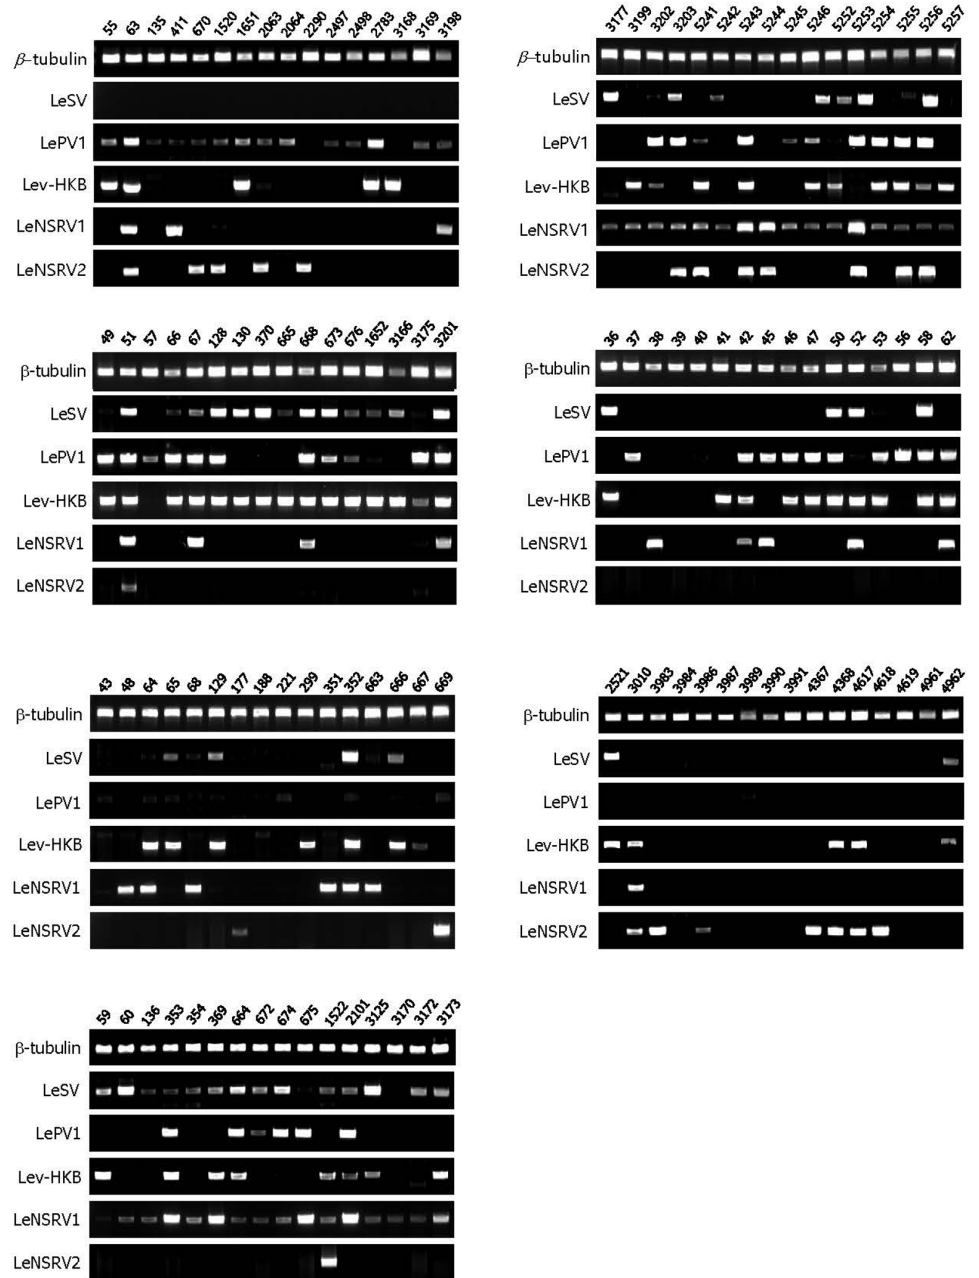 55 63 135 411 670 1520 1651 2063 2064 2290 2497 2498 2783 3168 3169 3198
β-tubulin
LeSV
LePV1
Lev-HKB
LeNSRV1
LeNSRV2
3177 3199 3202 3203 5241 5242 5243 5244 5245 5246 5252 5253 5254 5255 5256 5257
β-tubulin
LeSV
LePV1
Lev-HKB
LeNSRV1
LeNSRV2
49 51 57 66 67 128 130 370 665 668 673 676 1652 3166 3175 3201
β-tubulin
LeSV
LePV1
Lev-HKB
LeNSRV1
LeNSRV2
36 37 38 39 40 41 42 45 46 47 50 52 53 56 58 62
β-tubulin
LeSV
LePV1
Lev-HKB
LeNSRV1
LeNSRV2
43 48 64 65 68 129 177 188 221 299 351 352 663 666 667 669
β-tubulin
LeSV
LePV1
Lev-HKB
LeNSRV1
LeNSRV2
2521 3010 3983 3984 3986 3987 3989 3990 3991 4367 4368 4617 4618 4619 4961 4962
β-tubulin
LeSV
LePV1
Lev-HKB
LeNSRV1
LeNSRV2
59 60 136 353 354 369 664 672 674 675 1522 2101 3125 3170 3172 3173
β-tubulin
LeSV
LePV1
Lev-HKB
LeNSRV1
LeNSRV2